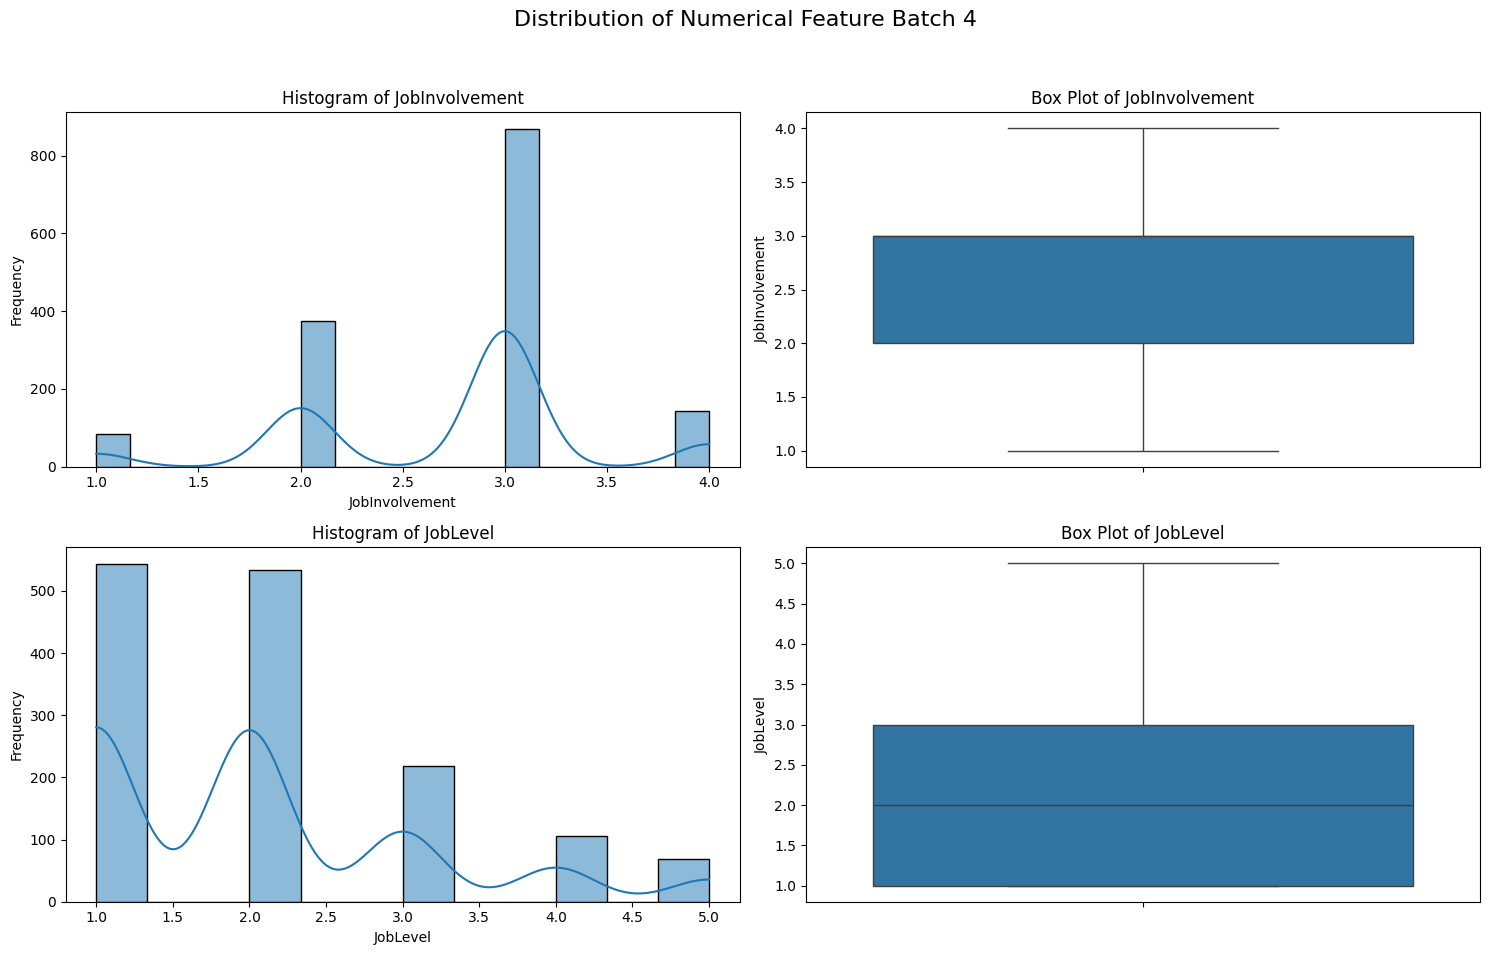 Distribution of Numerical Feature Batch 4
Histogram of JobInvolvement
Frequency
800
600
400
200
0
1.0 1.5 2.0 2.5 3.0 3.5 4.0
JobInvolvement
Box Plot of JobInvolvement
JobInvolvement
4.0
3.5
3.0
2.5
2.0
1.5
1.0
Histogram of JobLevel
Frequency
500
400
300
200
100
0
1.0 1.5 2.0 2.5 3.0 3.5 4.0 4.5 5.0
JobLevel
Box Plot of JobLevel
JobLevel
5.0
4.5
4.0
3.5
3.0
2.5
2.0
1.5
1.0